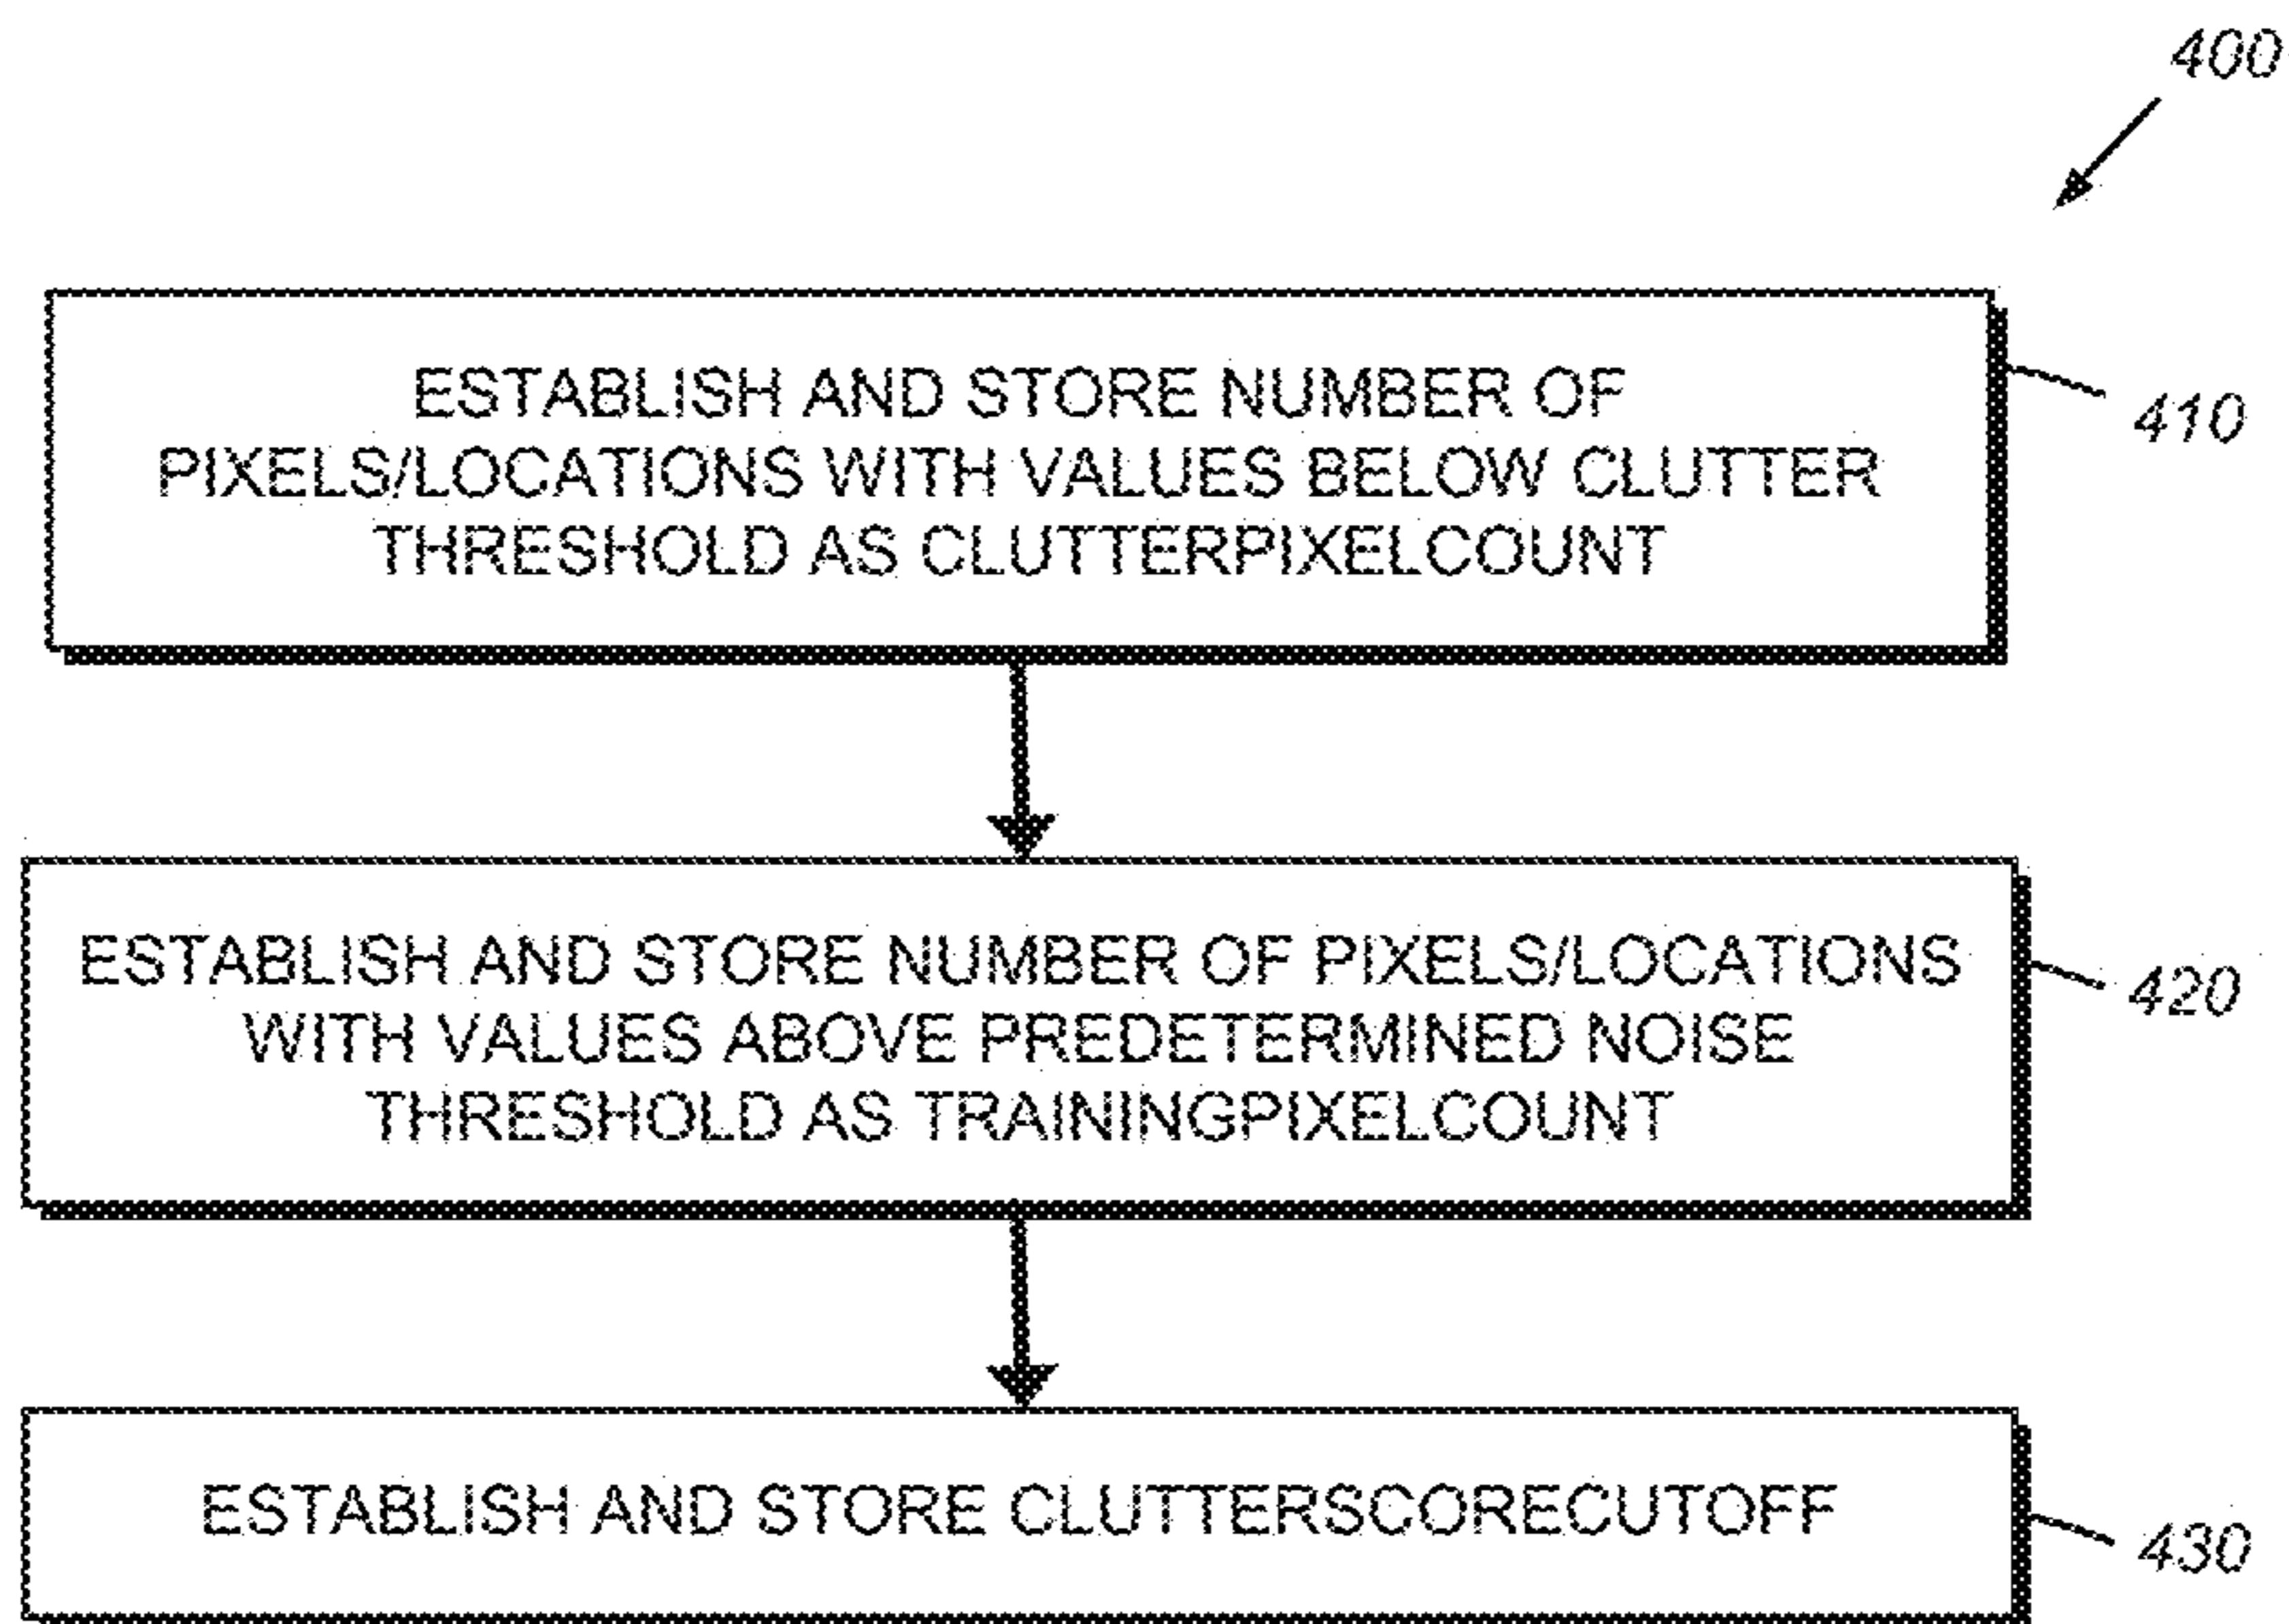 400
ESTABLISH AND STORE NUMBER OF
PIXELS/LOCATIONS WITH VALUES BELOW CLUTTER
THRESHOLD AS CLUTTERPIXELCOUNT
410
ESTABLISH AND STORE NUMBER OF PIXELS/LOCATIONS
WITH VALUES ABOVE PREDETERMINED NOISE
THRESHOLD AS TRAININGPIXELCOUNT
420
ESTABLISH AND STORE CLUTTERSCORECUTOFF
430